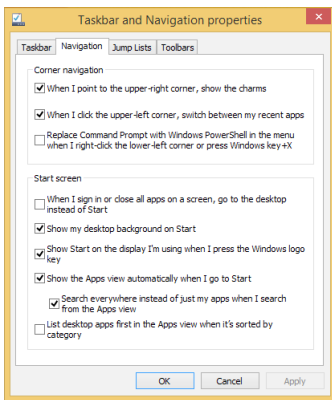 Taskbar and Navigation properties
Taskbar Navigation Jump Lists Toolbars
Corner navigation
When I point to the upper-right corner, show the charms
When I click the upper-left corner, switch between my recent apps
Replace Command Prompt with Windows PowerShell in the menu
when I right-click the lower-left corner or press Windows key+X
Start screen
When I sign in or close all apps on a screen, go to the desktop
instead of Start
Show my desktop background on Start
Show Start on the display I'm using when I press the Windows logo
key
Show the Apps view automatically when I go to Start
Search everywhere instead of just my apps when I search
from the Apps view
List desktop apps first in the Apps view when it's sorted by
category
OK Cancel Apply